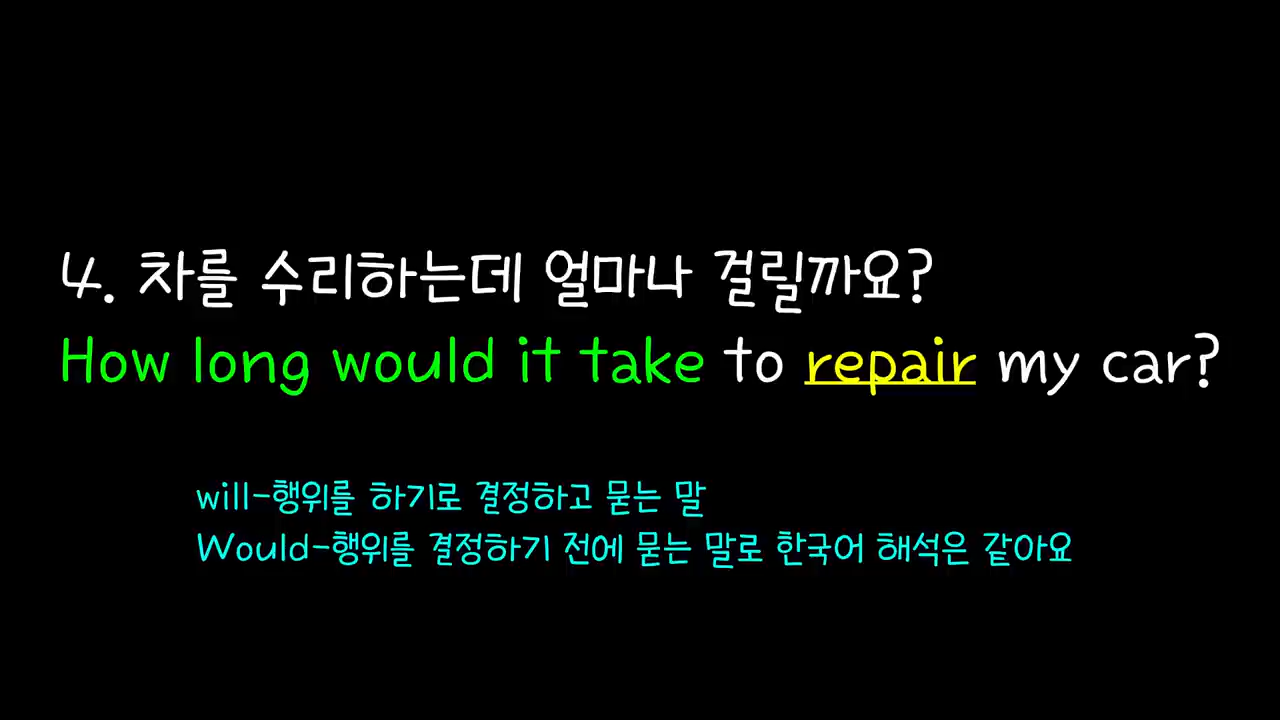 4. 차를 수리하는데 얼마나 걸릴까요?
How long would it take to repair my car?
will-행위를 하기로 결정하고 묻는 말
Would-행위를 결정하기 전에 묻는 말로 한국어 해석은 같아요